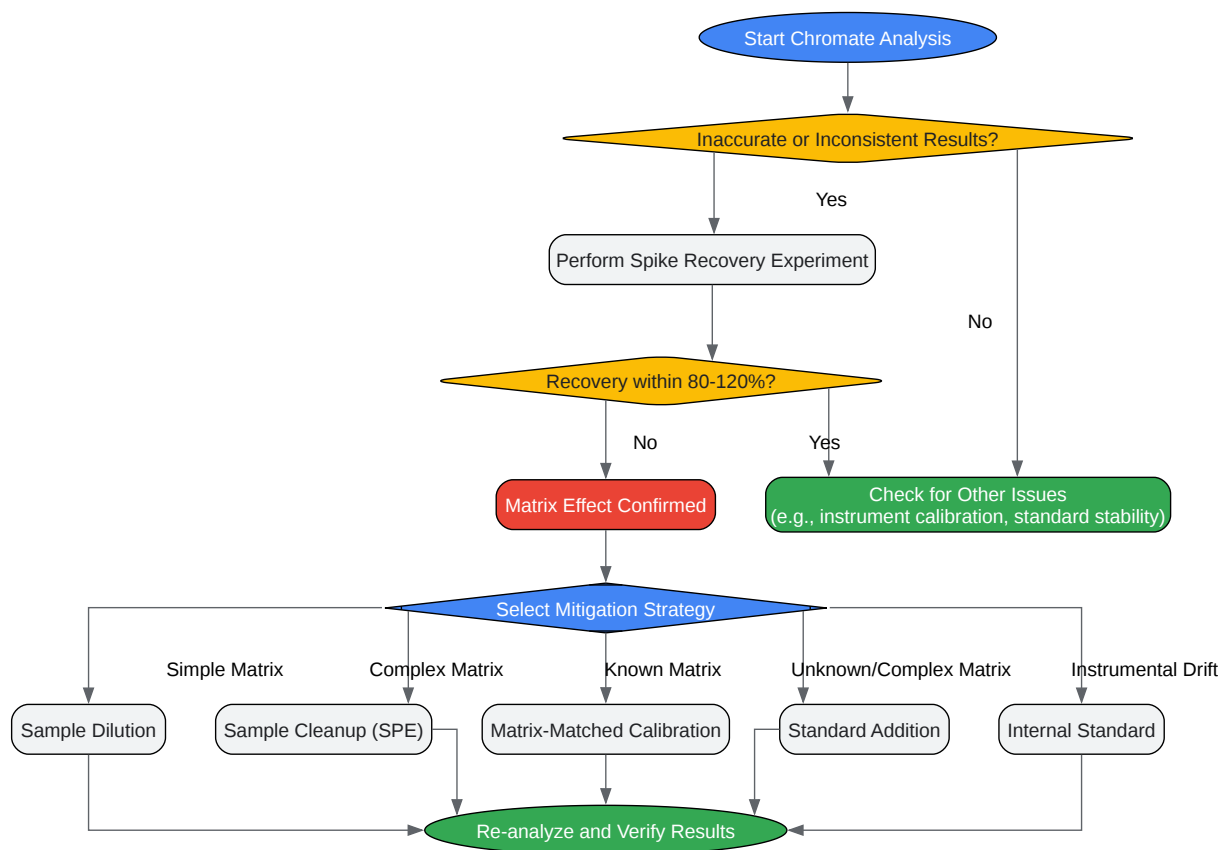 Start Chromate Analysis
Inaccurate or Inconsistent Results?
Yes
Perform Spike Recovery Experiment
No
Recovery within 80-120%?
No
Yes
Matrix Effect Confirmed
Check for Other Issues
(e.g., instrument calibration, standard stability)
Select Mitigation Strategy
Simple Matrix
Complex Matrix
Known Matrix
Unknown/Complex Matrix
Instrumental Drift
Sample Dilution
Sample Cleanup (SPE)
Matrix-Matched Calibration
Standard Addition
Internal Standard
Re-analyze and Verify Results